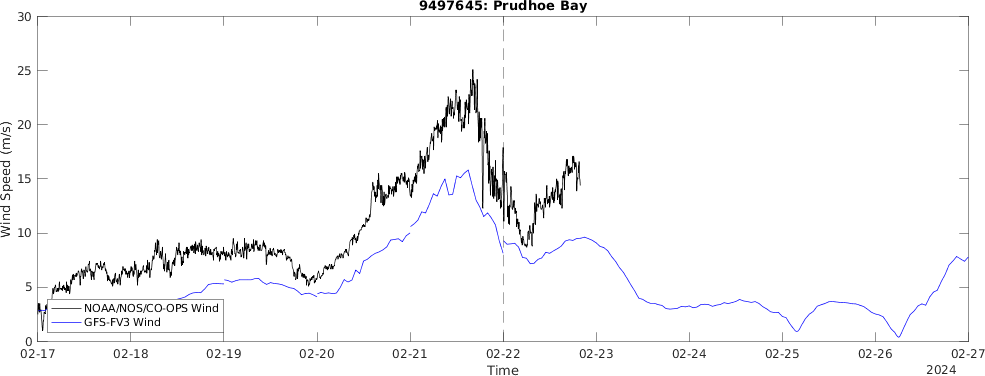 9497645: Prudhoe Bay
30
25
20
15
10
5
0
Wind Speed (m/s)
NOAA/NOS/CO-OPS Wind
GFS-FV3 Wind
02-17 02-18 02-19 02-20 02-21 02-22 02-23 02-24 02-25 02-26 02-27
Time
2024